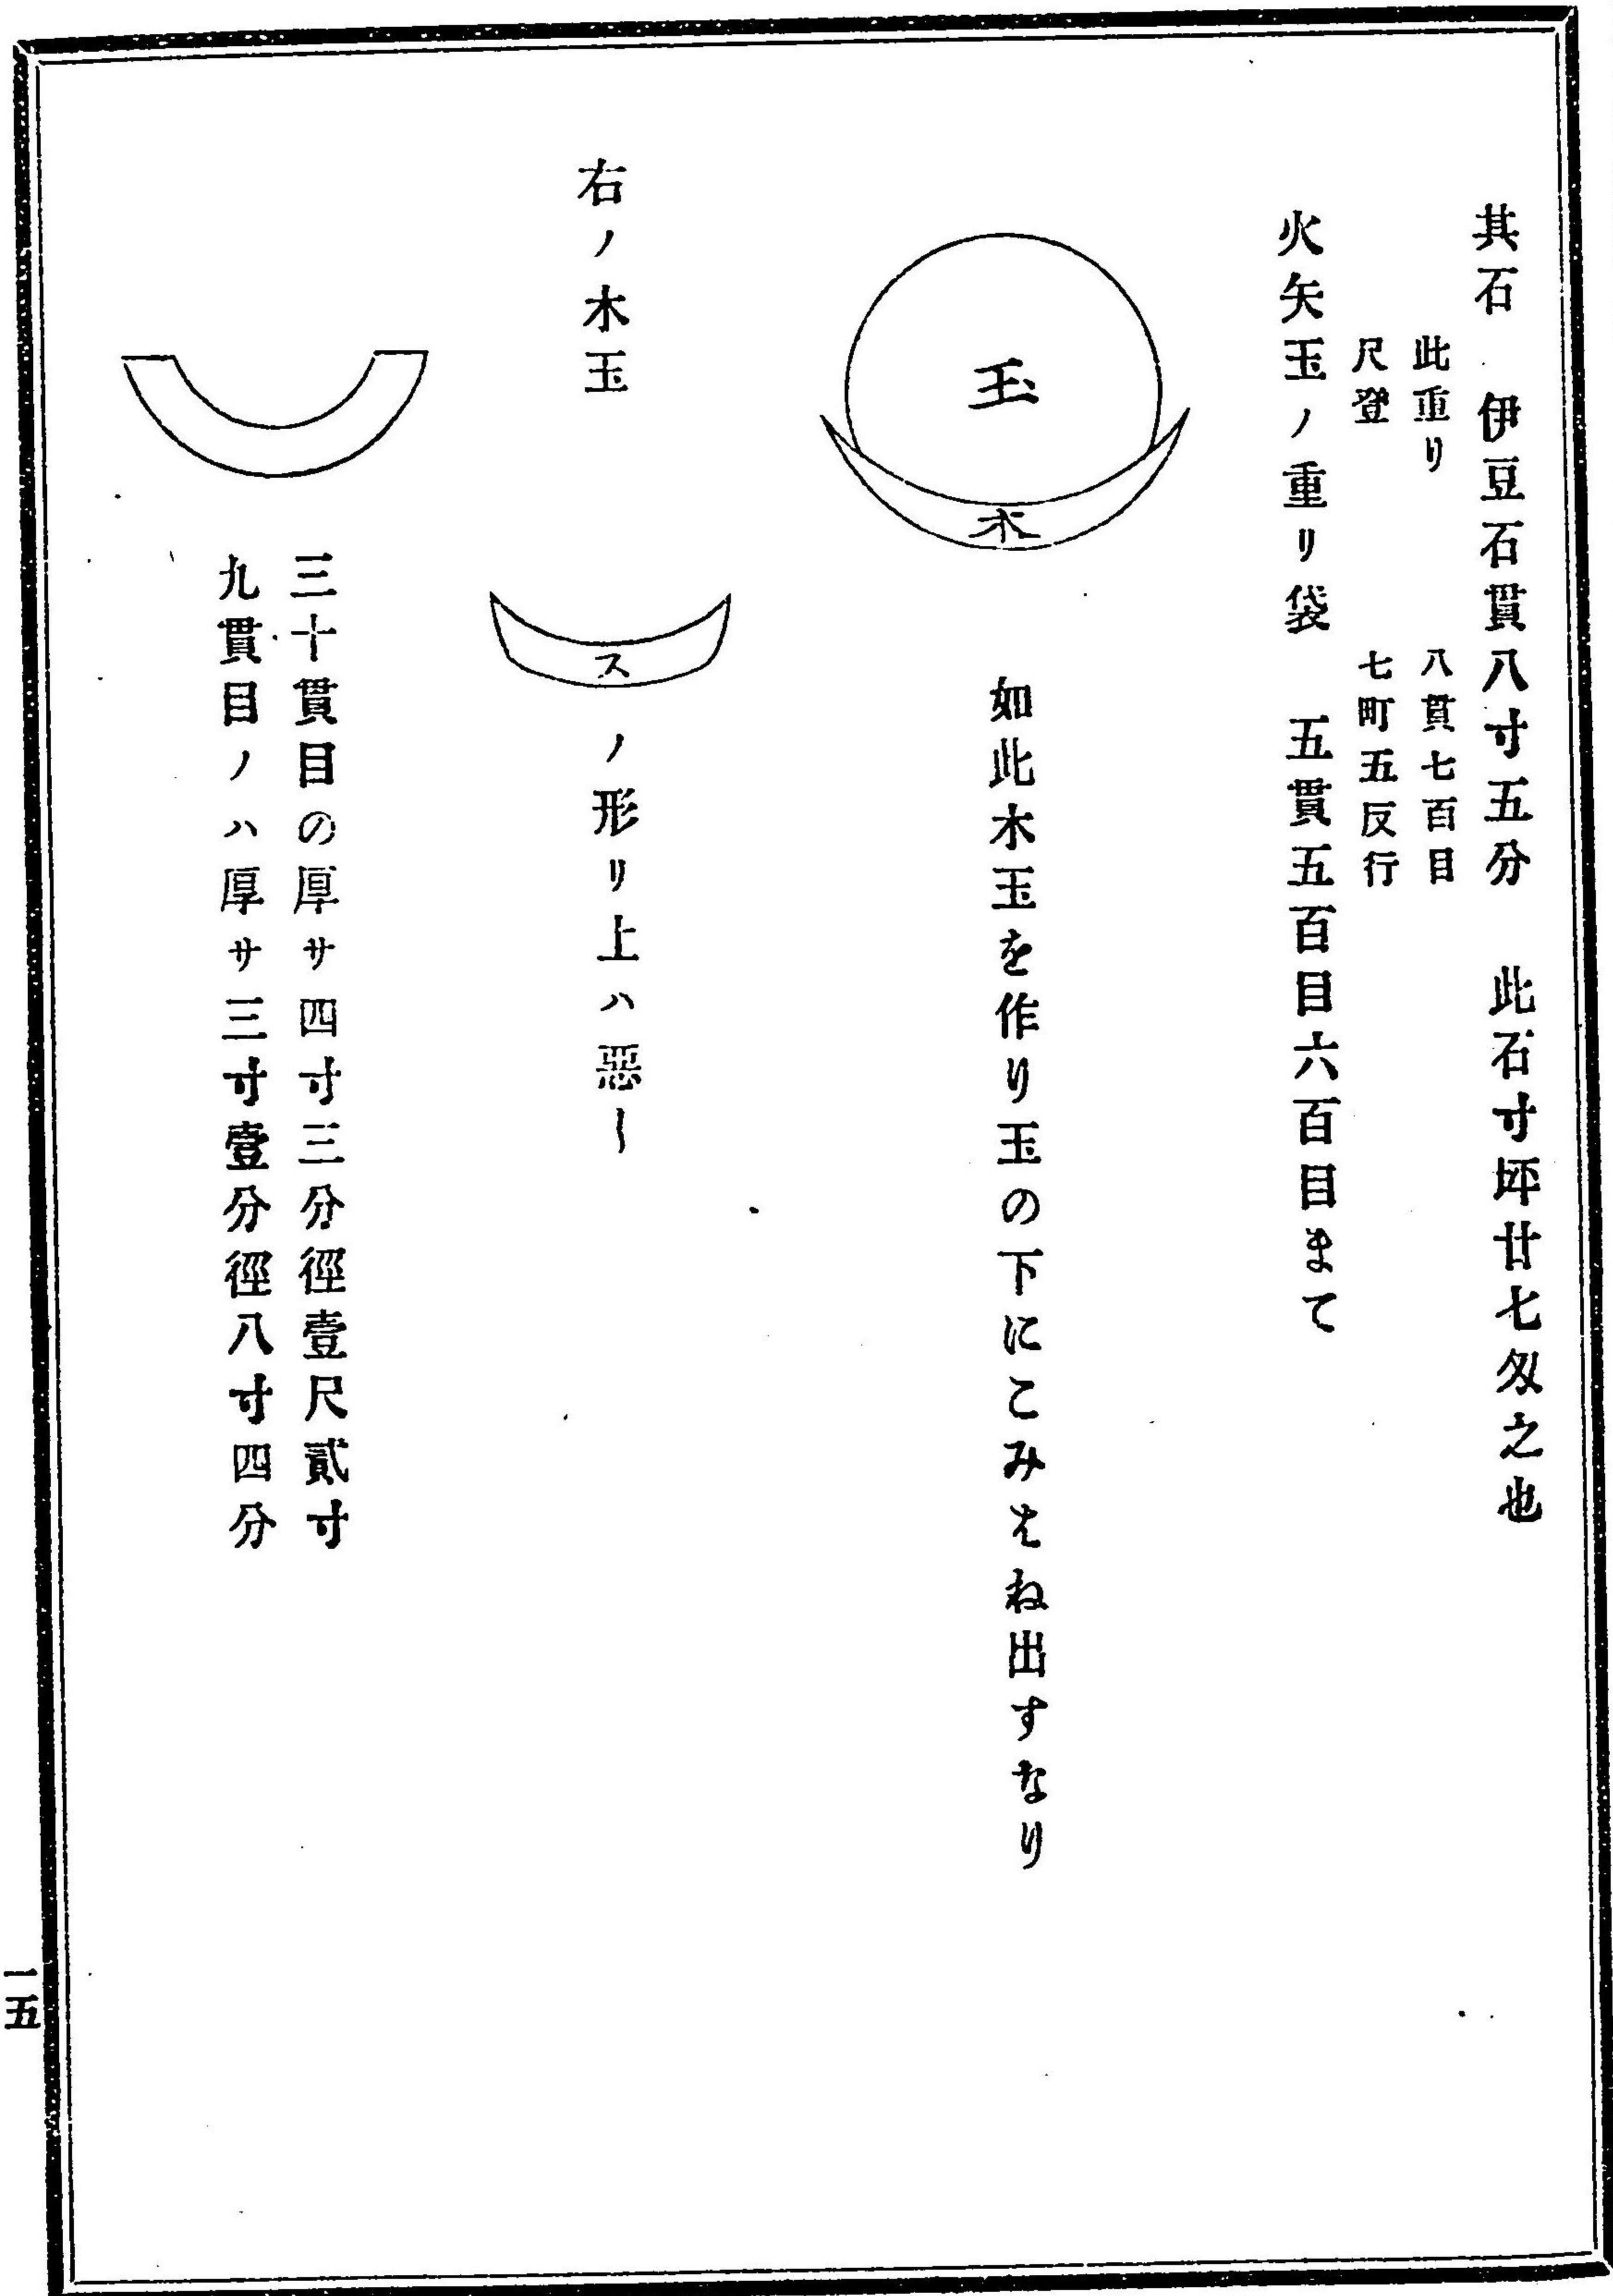 其石 伊豆石貫八寸五分 此石寸坪廿七匁之也
此重リ 八貫七百目
尺登 七町五反行
火矢玉ノ重リ袋 五貫五百目六百目まて
玉
木
如此木玉を作り玉の下にこみはね出すなり
右ノ木玉
ス
ノ形リ上ハ惡し
三十貫目の厚サ四寸三分徑壹尺貳寸
九貫目ノハ厚サ三寸壹分徑八寸四分
一五